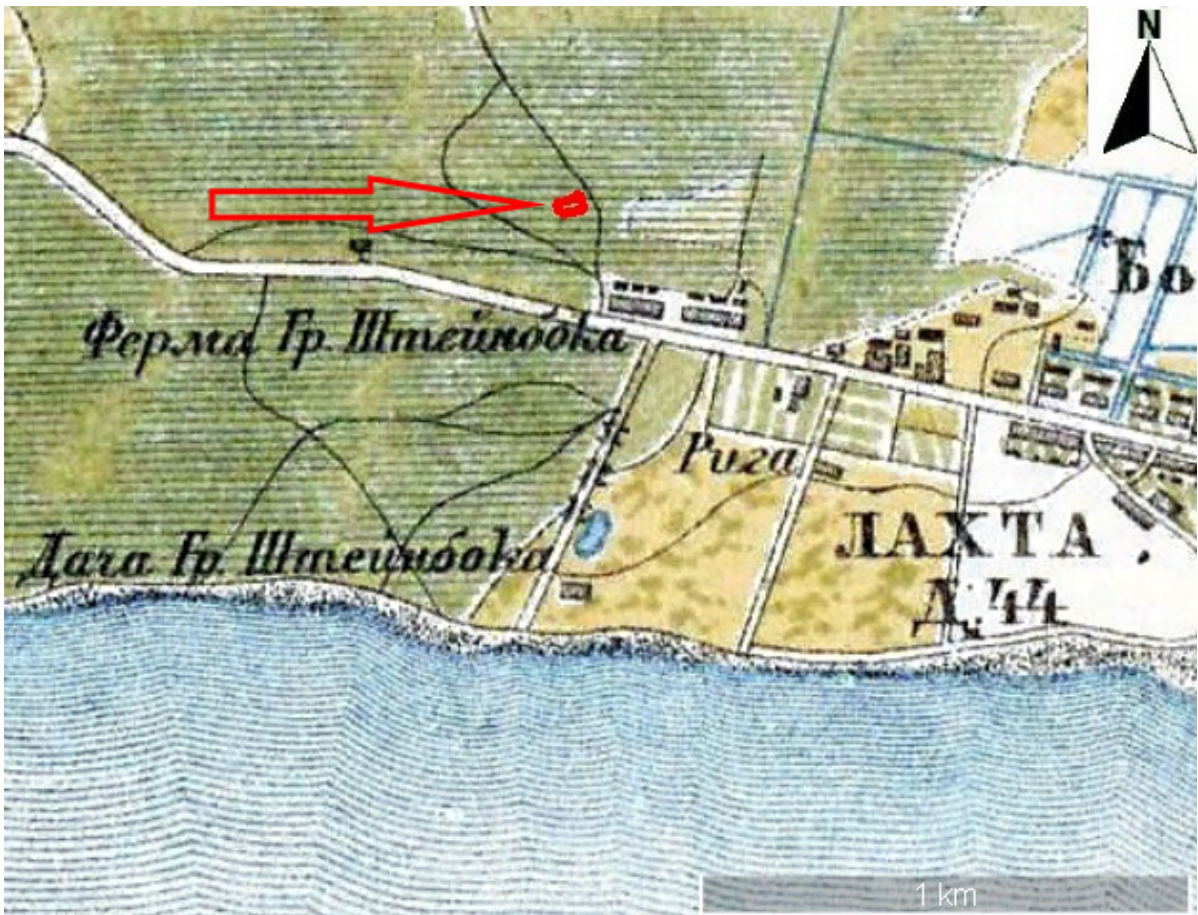 N
Бо
Ферма Гр. Штейнбока
Рига
ЛАХТА
Д. 44
Дача Гр. Штейнбока
1 km